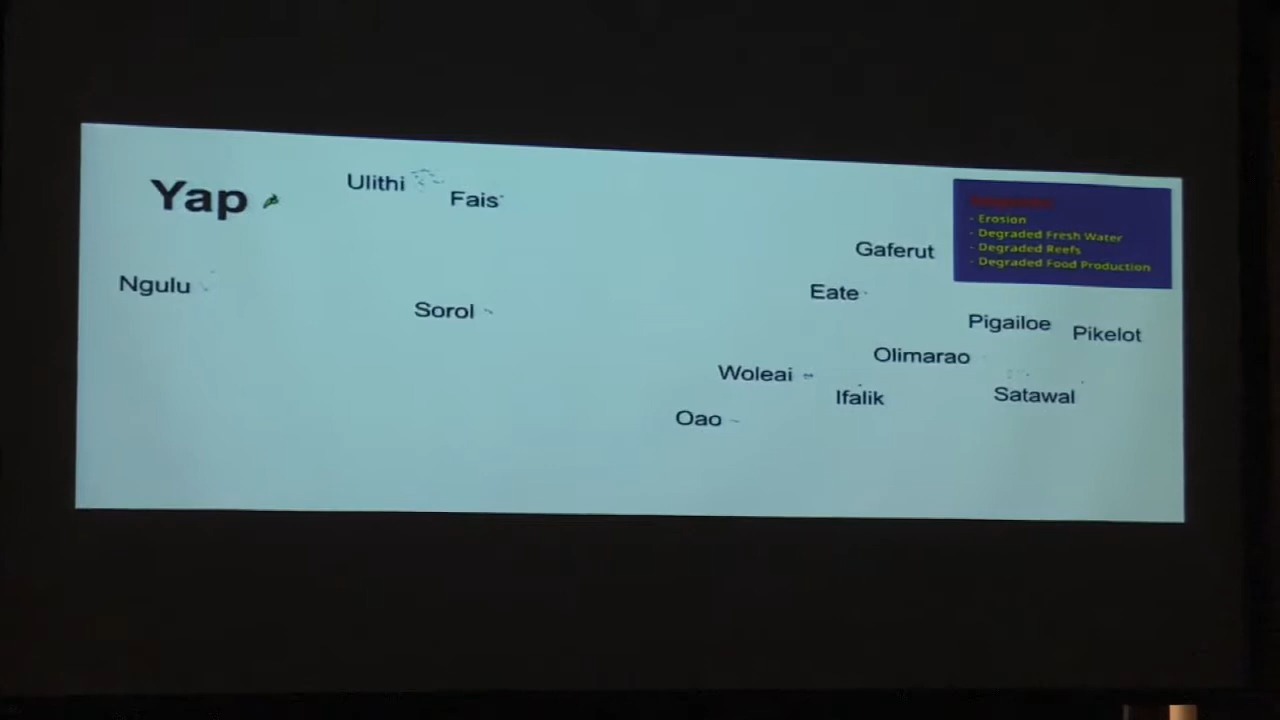 Yap
Ulithi
Fais
Ngulu
Sorol
Gaferut
- Erosion
- Degraded Fresh Water
- Degraded Reefs
- Degraded Food Production
Eate
Pigailoe
Pikelot
Olimarao
Woleai
Ifalik
Satawal
Oao